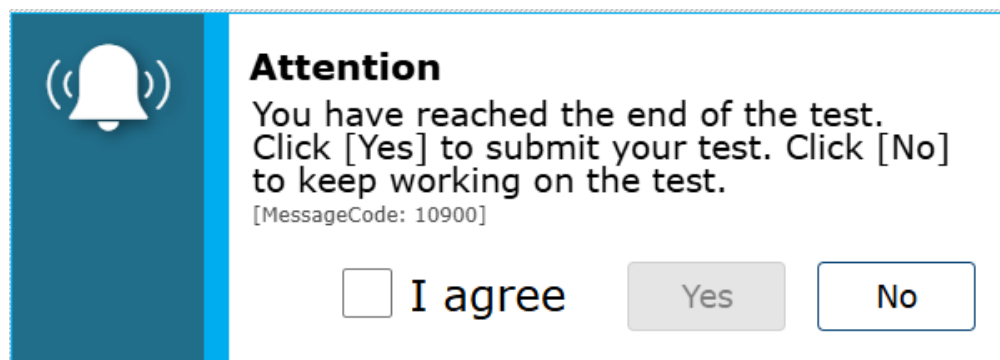 Attention
You have reached the end of the test.
Click [Yes] to submit your test. Click [No]
to keep working on the test.
[MessageCode: 10900]
I agree
Yes
No